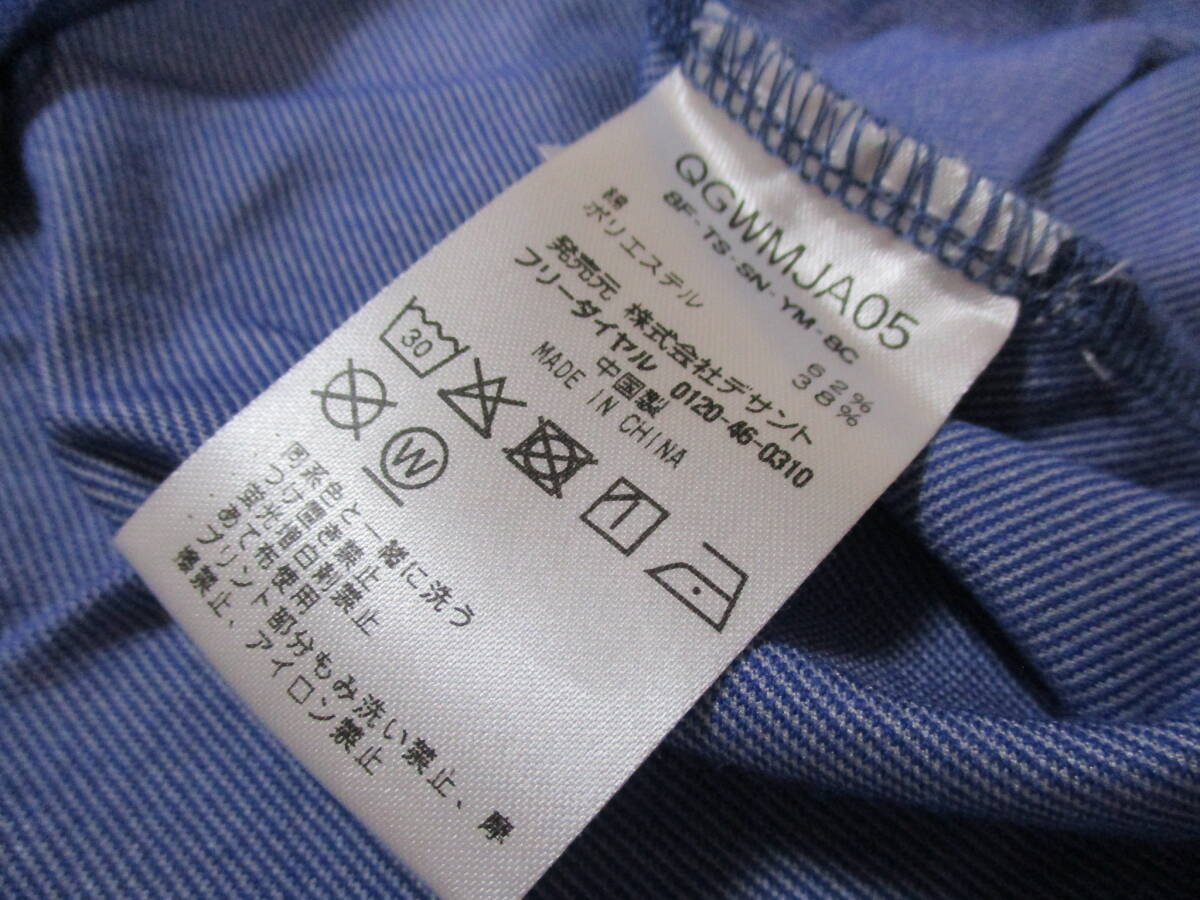 QGWMJA05
8F-TS-SN-YM-8C
綿 62%
ポリエステル 38%
発売元 株式会社デサント
フリーダイヤル 0120-46-0310
中国製
MADE IN CHINA
30
W
同系色と一緒に洗う
つけ置き禁止
蛍光増白剤禁止
あて布使用
プリント部分もみ洗い禁止、摩
擦禁止、アイロン禁止